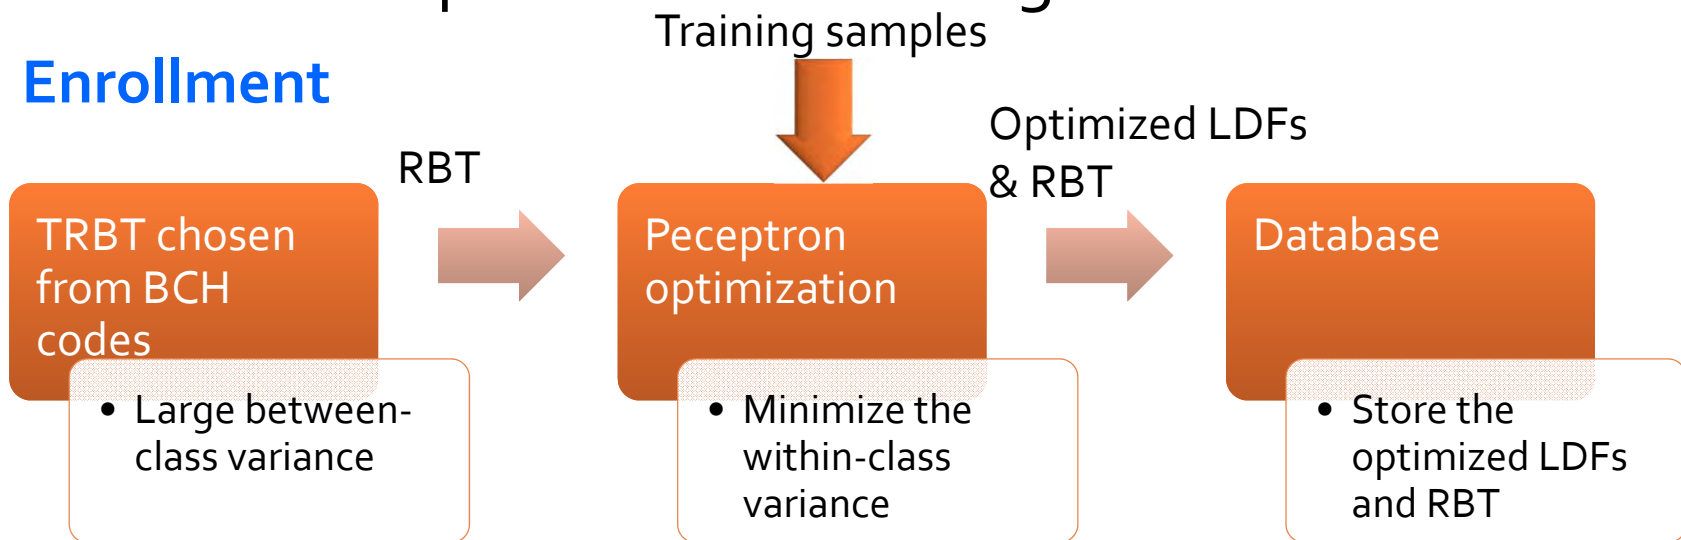 Training samples
Enrollment
RBT
Optimized LDFs
& RBT
TRBT chosen
from BCH
codes
Peceptron
optimization
Database
• Large between-
class variance
• Minimize the
within-class
variance
• Store the
optimized LDFs
and RBT